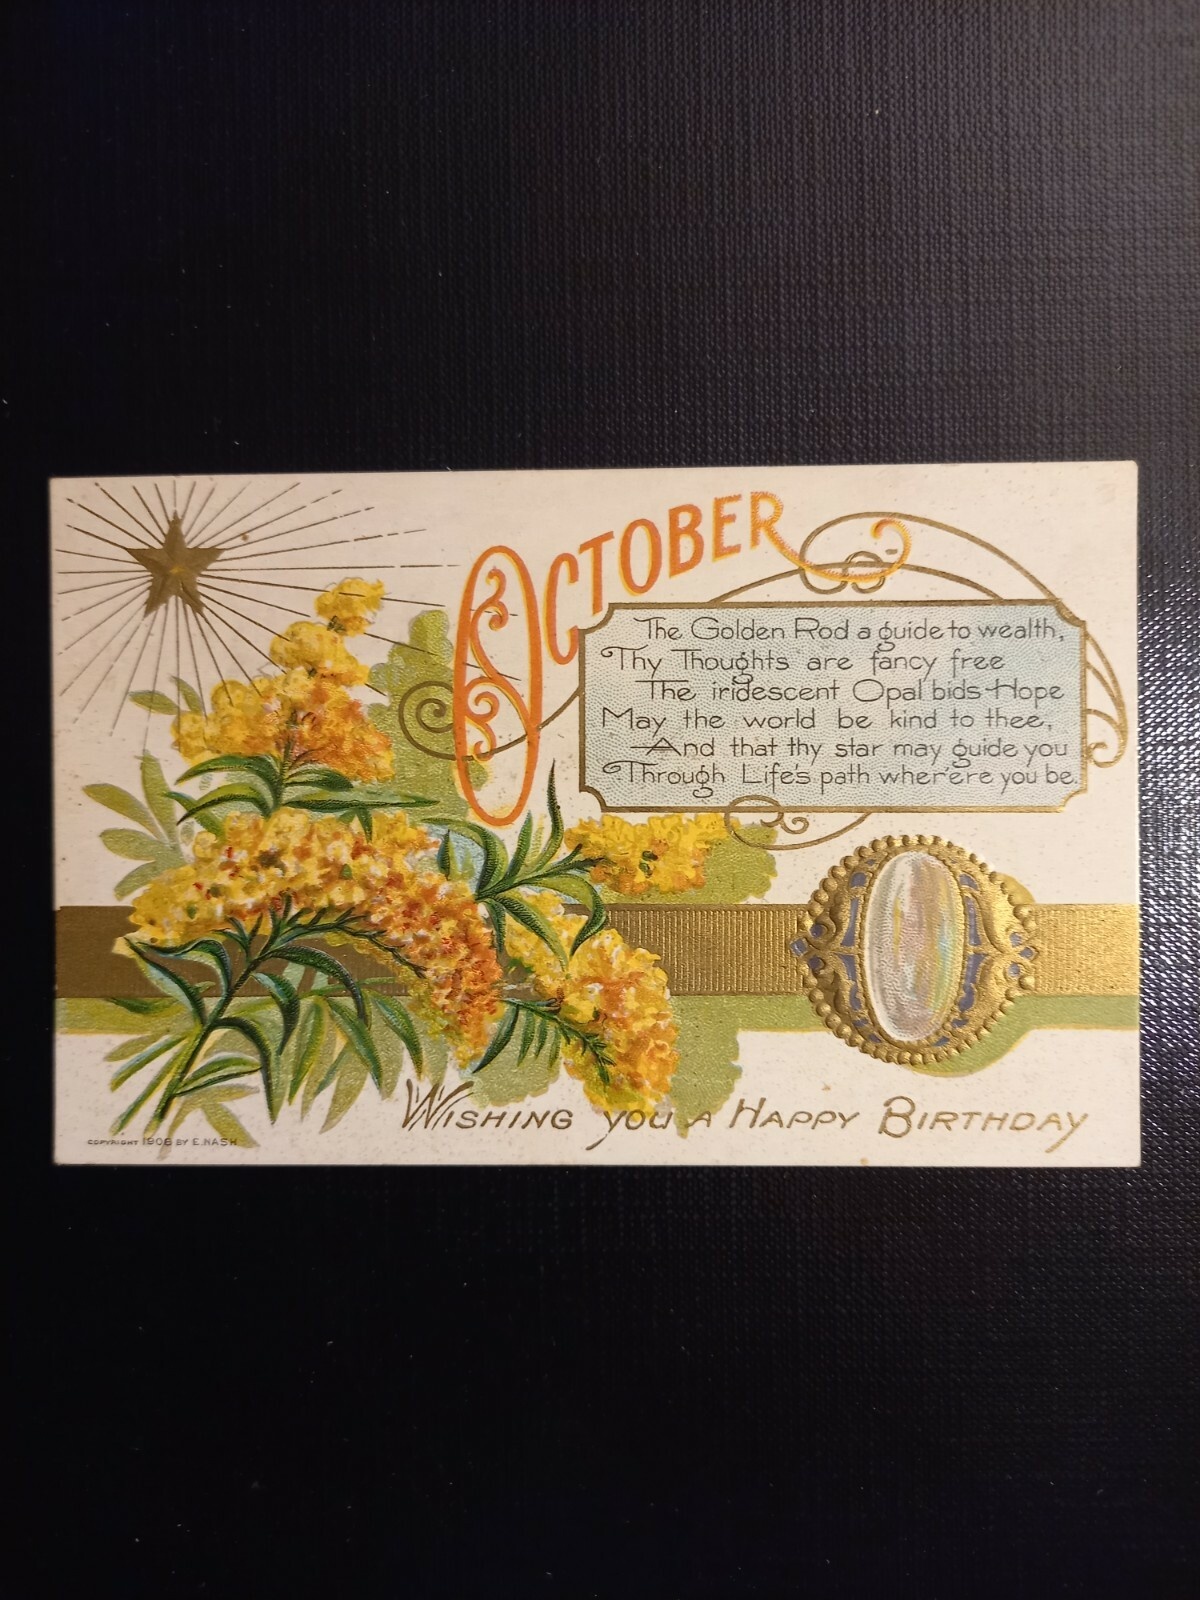 OCTOBER
The Golden Rod a guide to wealth,
Thy Thoughts are fancy free
The iridescent Opal bids Hope
May the world be kind to thee,
And that thy star may guide you
Through Life's path wher'ere you be.
WISHING YOU A HAPPY BIRTHDAY
COPYRIGHT 1908 BY E. NASH